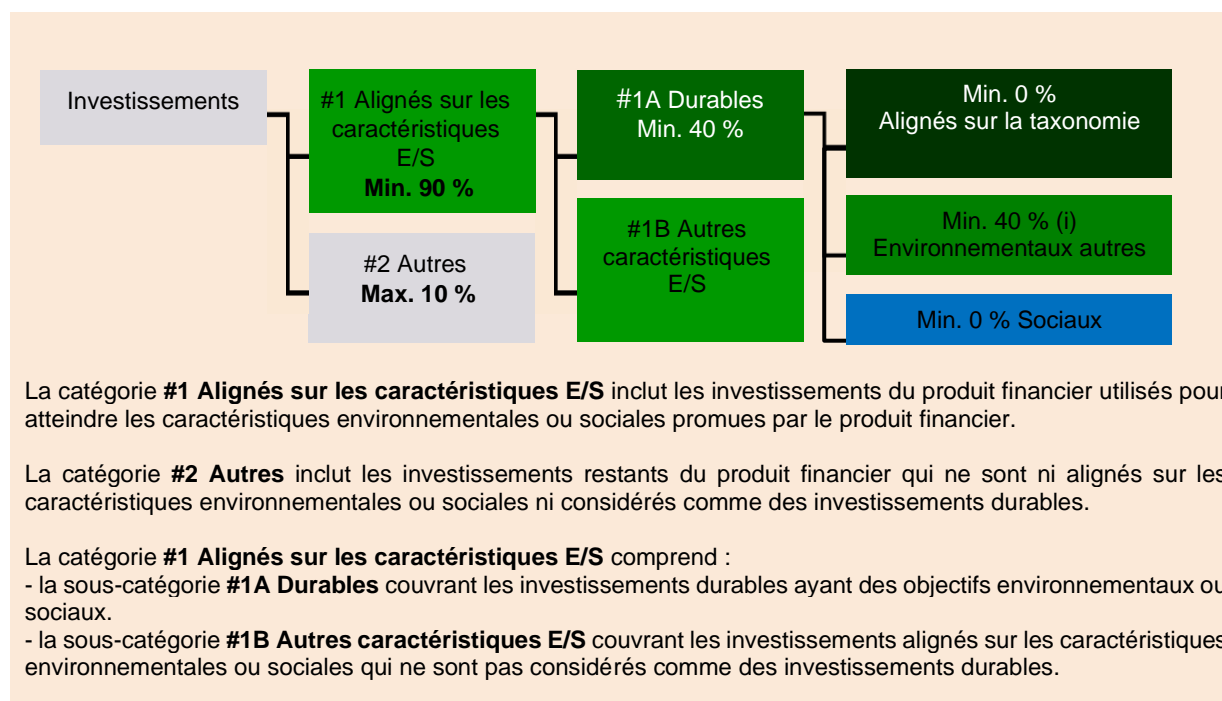 Investissements
#1 Alignés sur les
caractéristiques
E/S
Min. 90 %
#2 Autres
Max. 10 %
#1A Durables
Min. 40 %
#1B Autres
caractéristiques
E/S
Min. 0 %
Alignés sur la taxonomie
Min. 40 % (i)
Environnementaux autres
Min. 0 % Sociaux
La catégorie #1 Alignés sur les caractéristiques E/S inclut les investissements du produit financier utilisés pour
atteindre les caractéristiques environnementales ou sociales promues par le produit financier.
La catégorie #2 Autres inclut les investissements restants du produit financier qui ne sont ni alignés sur les
caractéristiques environnementales ou sociales ni considérés comme des investissements durables.
La catégorie #1 Alignés sur les caractéristiques E/S comprend :
- la sous-catégorie #1A Durables couvrant les investissements durables ayant des objectifs environnementaux ou
sociaux.
- la sous-catégorie #1B Autres caractéristiques E/S couvrant les investissements alignés sur les caractéristiques
environnementales ou sociales qui ne sont pas considérés comme des investissements durables.